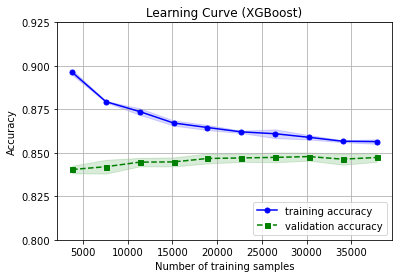 Learning Curve (XGBoost)
0.925
0.900
0.875
0.850
0.825
0.800
Accuracy
training accuracy
validation accuracy
5000 10000 15000 20000 25000 30000 35000
Number of training samples